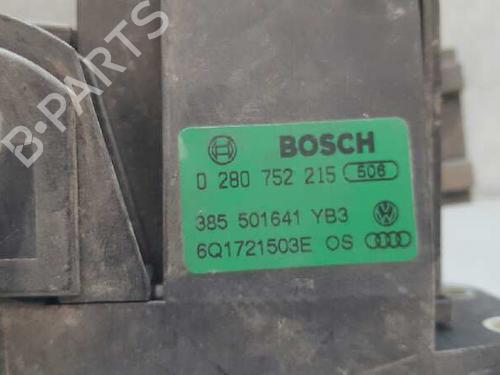 B-PARTS
BOSCH
0 280 752 215 506
385 501641 YB3
6Q1721503E OS